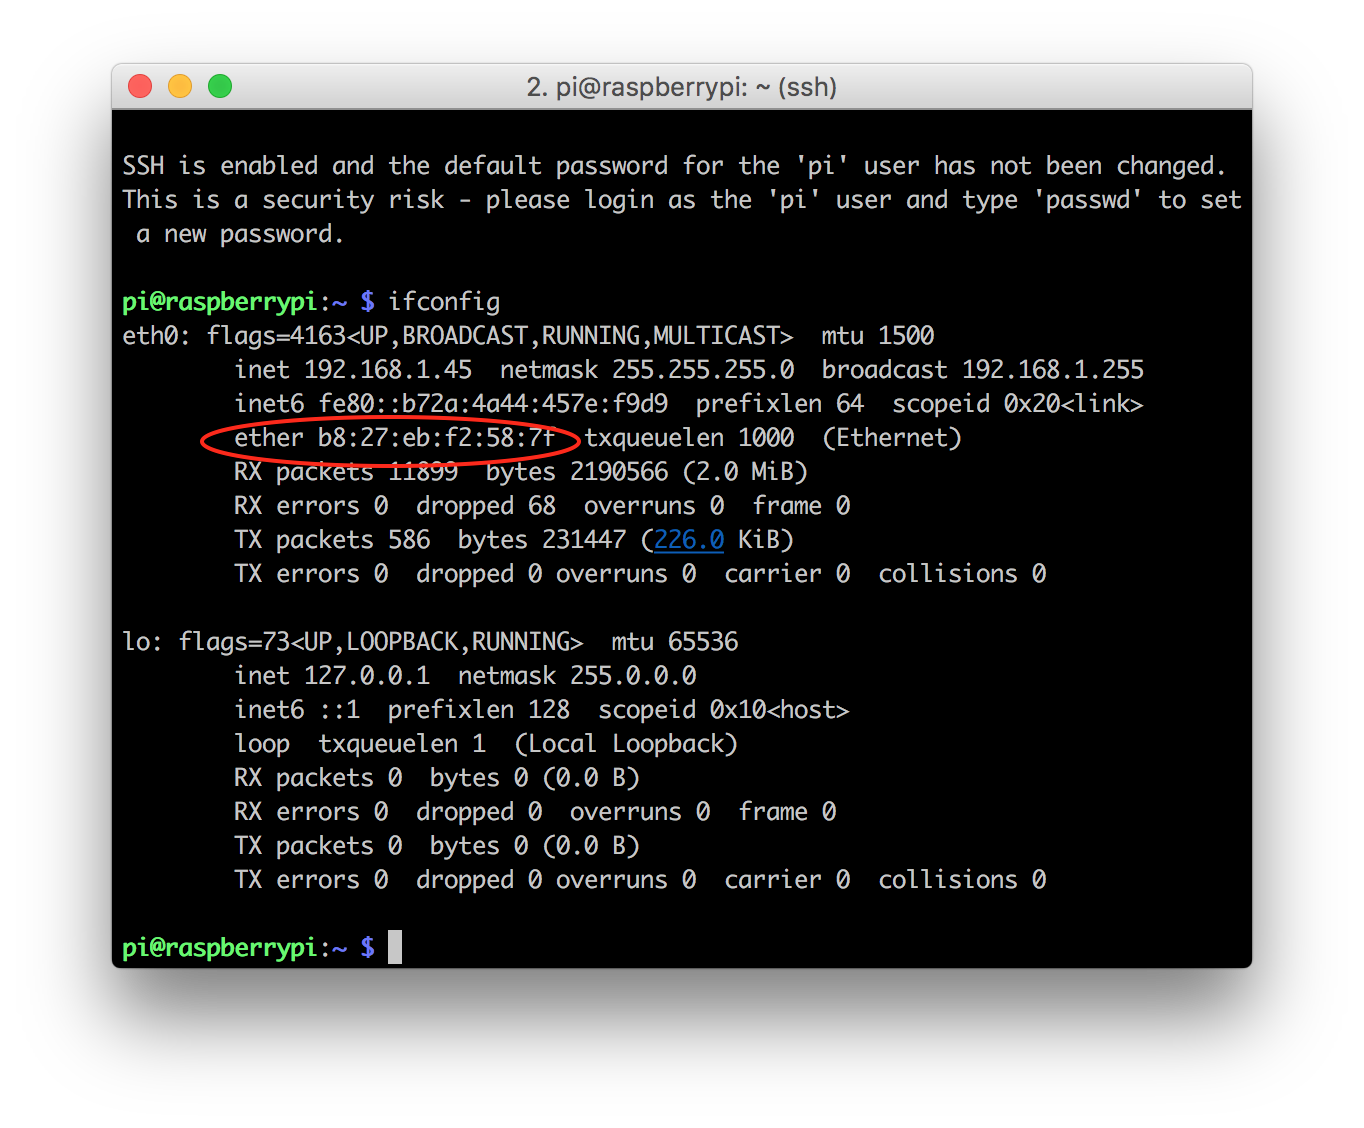 2. pi@raspberrypi: ~ (ssh)
SSH is enabled and the default password for the 'pi' user has not been changed.
This is a security risk - please login as the 'pi' user and type 'passwd' to set
 a new password.
pi@raspberrypi:~ $ ifconfig
eth0: flags=4163<UP,BROADCAST,RUNNING,MULTICAST>  mtu 1500
        inet 192.168.1.45  netmask 255.255.255.0  broadcast 192.168.1.255
        inet6 fe80::b72a:4a44:457e:f9d9  prefixlen 64  scopeid 0x20<link>
        ether b8:27:eb:f2:58:7f  txqueuelen 1000  (Ethernet)
        RX packets 11899  bytes 2190566 (2.0 MiB)
        RX errors 0  dropped 68  overruns 0  frame 0
        TX packets 586  bytes 231447 (226.0 KiB)
        TX errors 0  dropped 0 overruns 0  carrier 0  collisions 0
lo: flags=73<UP,LOOPBACK,RUNNING>  mtu 65536
        inet 127.0.0.1  netmask 255.0.0.0
        inet6 ::1  prefixlen 128  scopeid 0x10<host>
        loop  txqueuelen 1  (Local Loopback)
        RX packets 0  bytes 0 (0.0 B)
        RX errors 0  dropped 0  overruns 0  frame 0
        TX packets 0  bytes 0 (0.0 B)
        TX errors 0  dropped 0 overruns 0  carrier 0  collisions 0
pi@raspberrypi:~ $